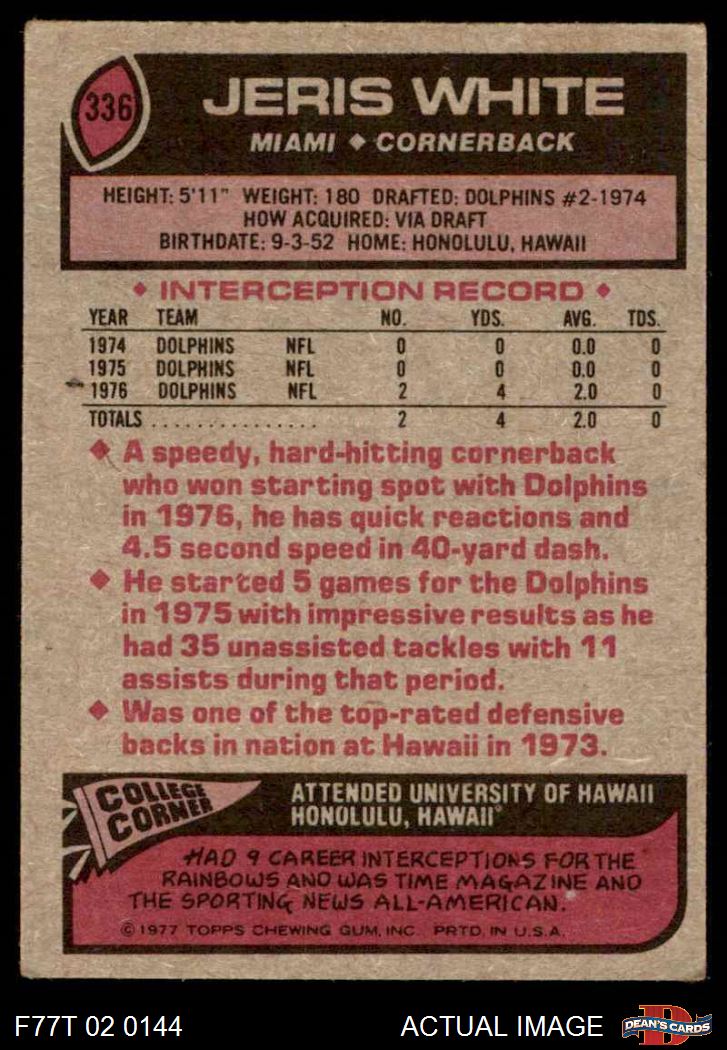 336
JERIS WHITE
MIAMI ◆ CORNERBACK
HEIGHT: 5'11" WEIGHT: 180 DRAFTED: DOLPHINS #2-1974
HOW ACQUIRED: VIA DRAFT
BIRTHDATE: 9-3-52 HOME: HONOLULU, HAWAII
◆ INTERCEPTION RECORD ◆
YEAR TEAM NO. YDS. AVG. TDS.
1974 DOLPHINS NFL 0 0 0.0 0
1975 DOLPHINS NFL 0 0 0.0 0
1976 DOLPHINS NFL 2 4 2.0 0
TOTALS ............... 2 4 2.0 0
◆ A speedy, hard-hitting cornerback
who won starting spot with Dolphins
in 1976, he has quick reactions and
4.5 second speed in 40-yard dash.
◆ He started 5 games for the Dolphins
in 1975 with impressive results as he
had 35 unassisted tackles with 11
assists during that period.
◆ Was one of the top-rated defensive
backs in nation at Hawaii in 1973.
COLLEGE
CORNER
ATTENDED UNIVERSITY OF HAWAII
HONOLULU, HAWAII
HAD 9 CAREER INTERCEPTIONS FOR THE
RAINBOWS AND WAS TIME MAGAZINE AND
THE SPORTING NEWS ALL-AMERICAN.
© 1977 TOPPS CHEWING GUM, INC. PRTD. IN U.S.A.
F77T 02 0144
ACTUAL IMAGE
D
DEAN'S CARDS